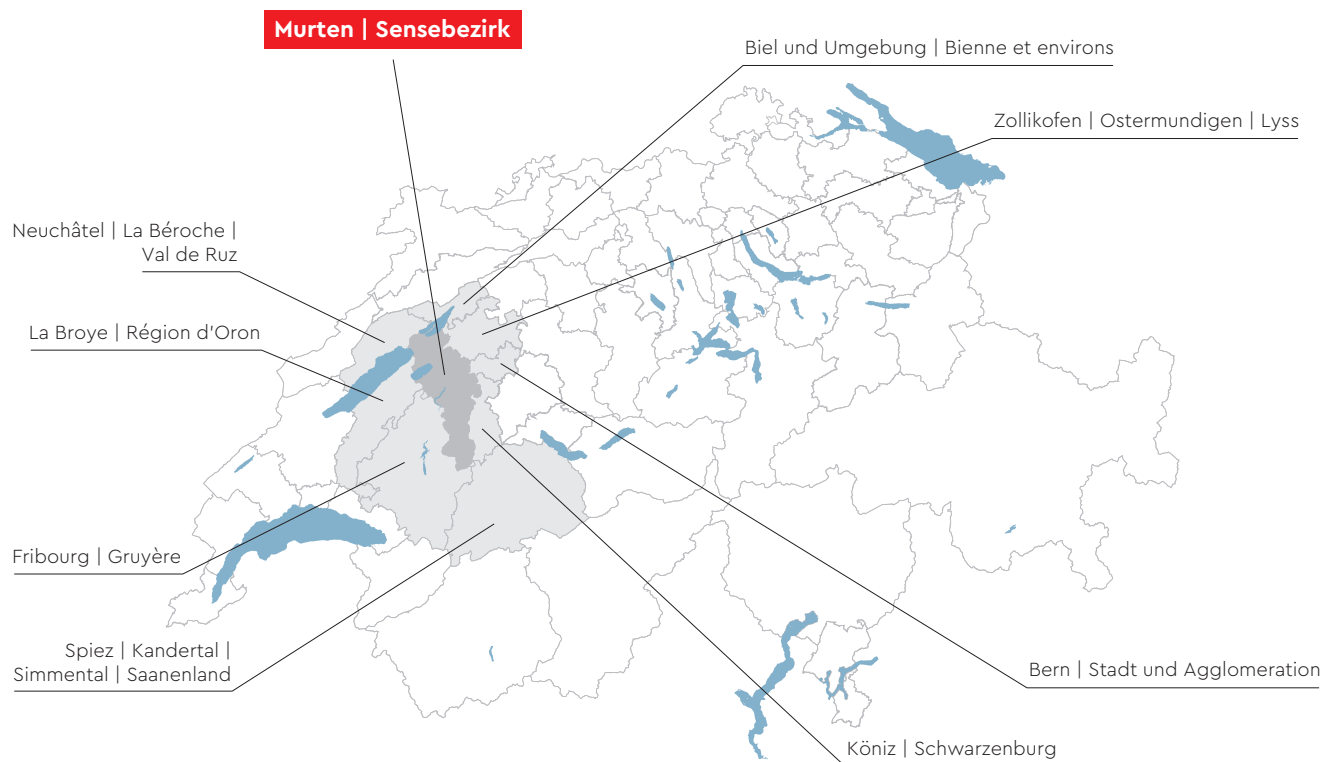 Murten | Sensebezirk
Biel und Umgebung | Bienne et environs
Zollikofen | Ostermundigen | Lyss
Neuchâtel | La Béroche |
Val de Ruz
La Broye | Région d'Oron
Fribourg | Gruyère
Spiez | Kandertal |
Simmental | Saanenland
Bern | Stadt und Agglomeration
Köniz | Schwarzenburg